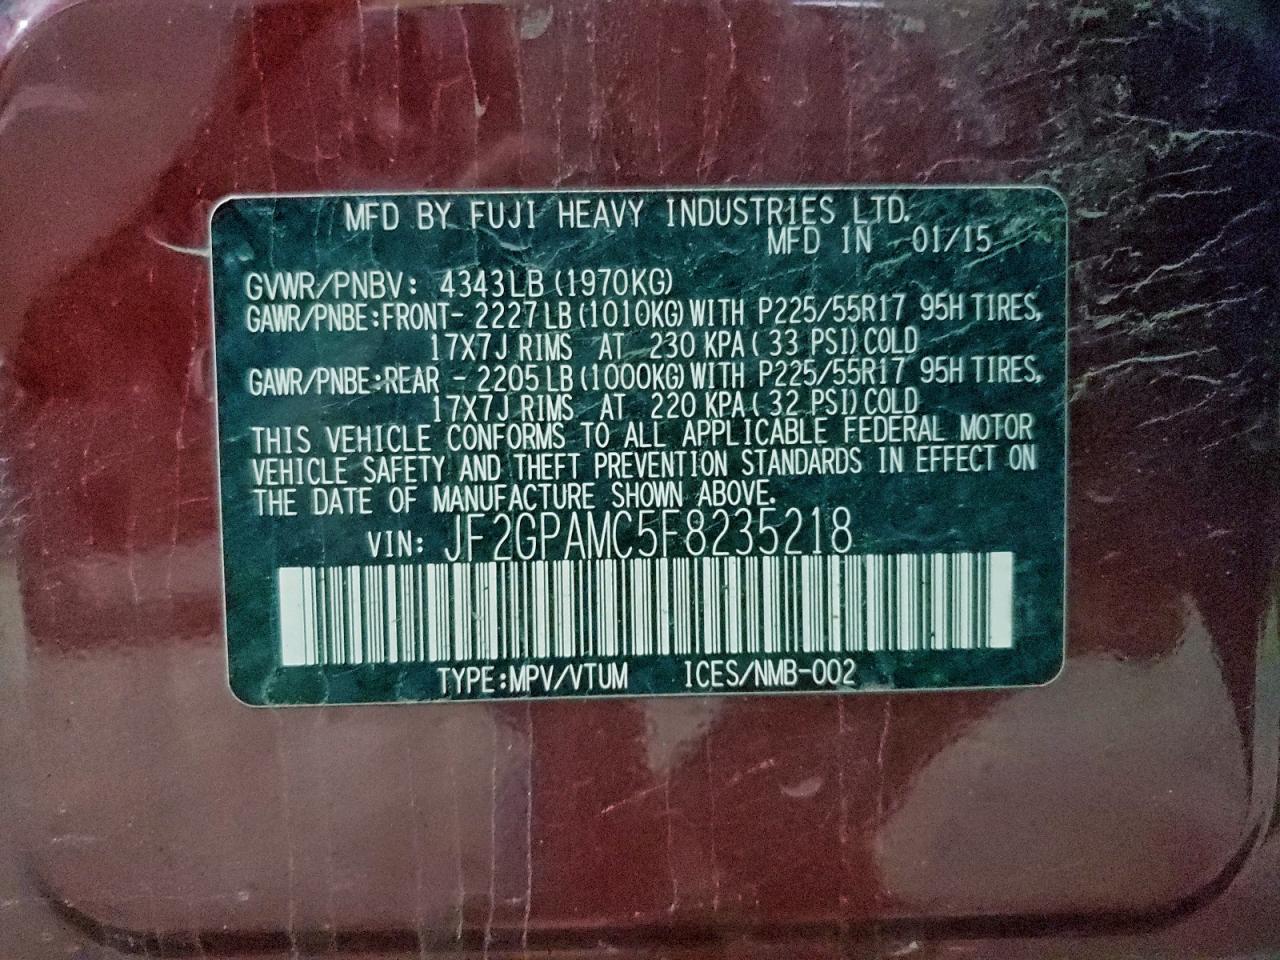 MFD BY FUJI HEAVY INDUSTRIES LTD.
MFD IN 01/15
GVWR/PNBV: 4343LB (1970KG)
GAWR/PNBE:FRONT- 2227LB (1010KG) WITH P225/55R17 95H TIRES,
17X7J RIMS AT 230 KPA( 33 PSI) COLD
GAWR/PNBE:REAR - 2205LB (1000KG) WITH P225/55R17 95H TIRES,
17X7J RIMS AT 220 KPA( 32 PSI) COLD
THIS VEHICLE CONFORMS TO ALL APPLICABLE FEDERAL MOTOR
VEHICLE SAFETY AND THEFT PREVENTION STANDARDS IN EFFECT ON
THE DATE OF MANUFACTURE SHOWN ABOVE.
VIN: JF2GPAMC5F8235218
TYPE:MPV/VTUM ICES/NMB-002